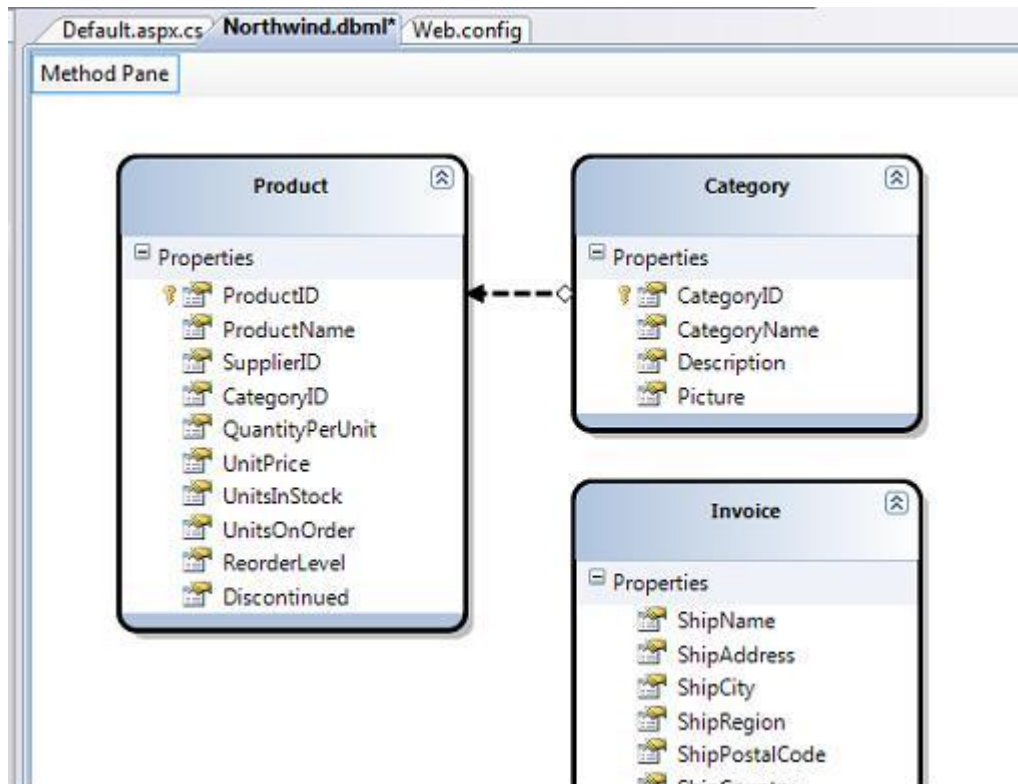 Default.aspx.cs Northwind.dbml* Web.config
Method Pane
Product
Properties
ProductID
ProductName
SupplierID
CategoryID
QuantityPerUnit
UnitPrice
UnitsInStock
UnitsOnOrder
ReorderLevel
Discontinued
Category
Properties
CategoryID
CategoryName
Description
Picture
Invoice
Properties
ShipName
ShipAddress
ShipCity
ShipRegion
ShipPostalCode